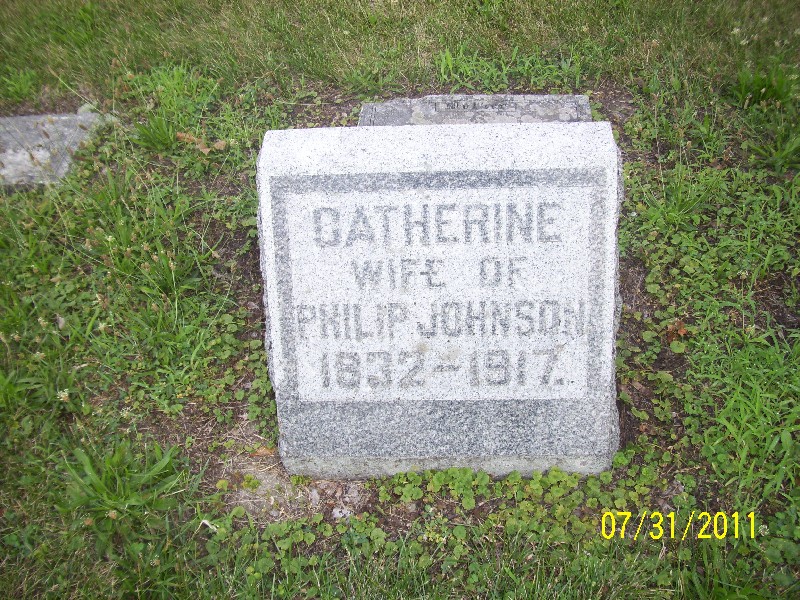 CATHERINE
WIFE OF
PHILIP JOHNSON
1832-1917.
07/31/2011